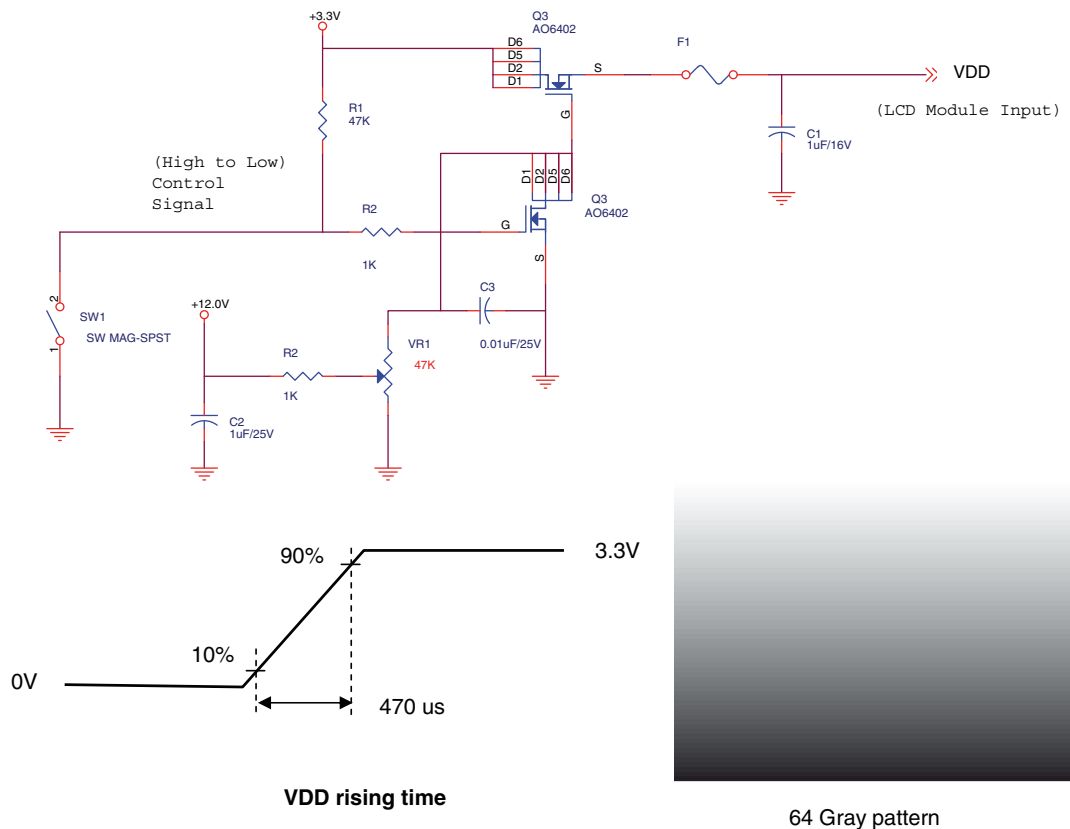 +3.3V
Q3
AO6402
D6
D5
D2
D1
S
G
F1
VDD
(LCD Module Input)
C1
1uF/16V
R1
47K
(High to Low)
Control
Signal
D1
D2
D5
D6
Q3
AO6402
G
S
R2
1K
2
1
SW1
SW MAG-SPST
+12.0V
R2
1K
VR1
47K
C3
0.01uF/25V
C2
1uF/25V
90%
3.3V
10%
0V
470 us
VDD rising time
64 Gray pattern